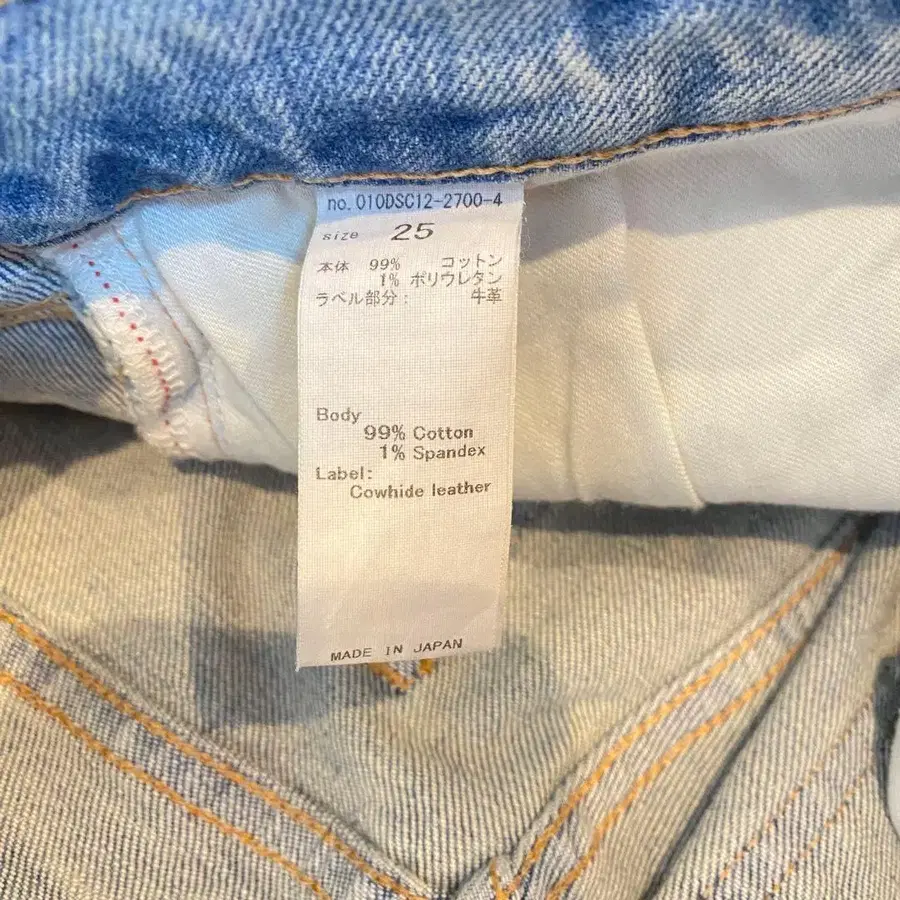 no. 010DSC12-2700-4
size 25
本体 99% コットン
1% ポリウレタン
ラベル部分: 牛革
Body
99% Cotton
1% Spandex
Label:
Cowhide leather
MADE IN JAPAN